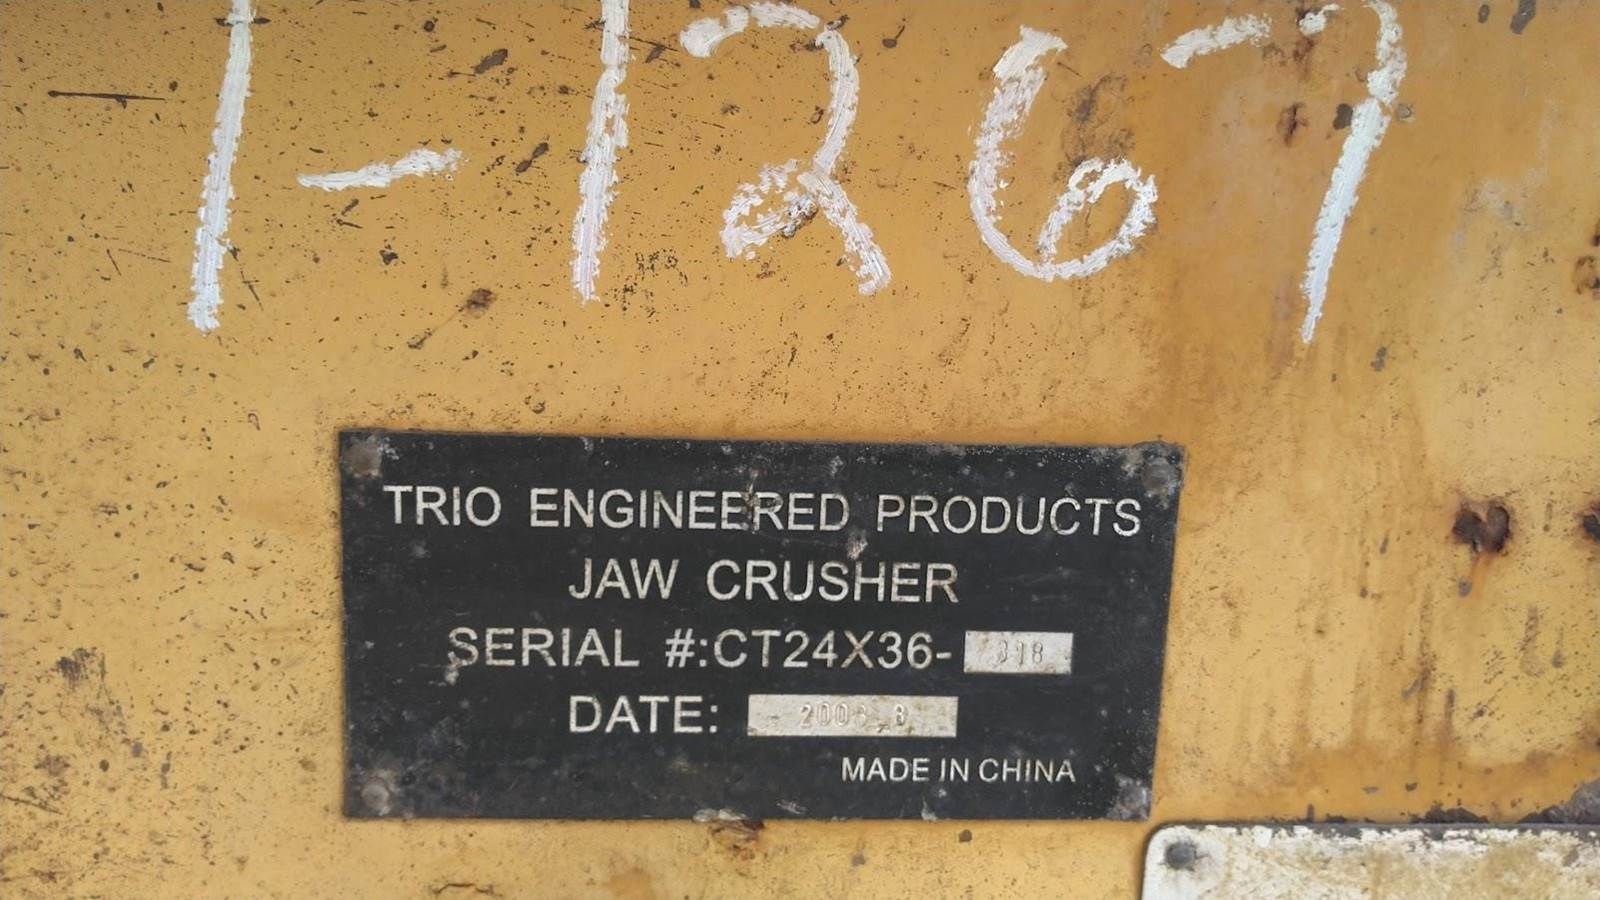 1-1267
TRIO ENGINEERED PRODUCTS
JAW CRUSHER
SERIAL #:CT24X36-
DATE:
MADE IN CHINA